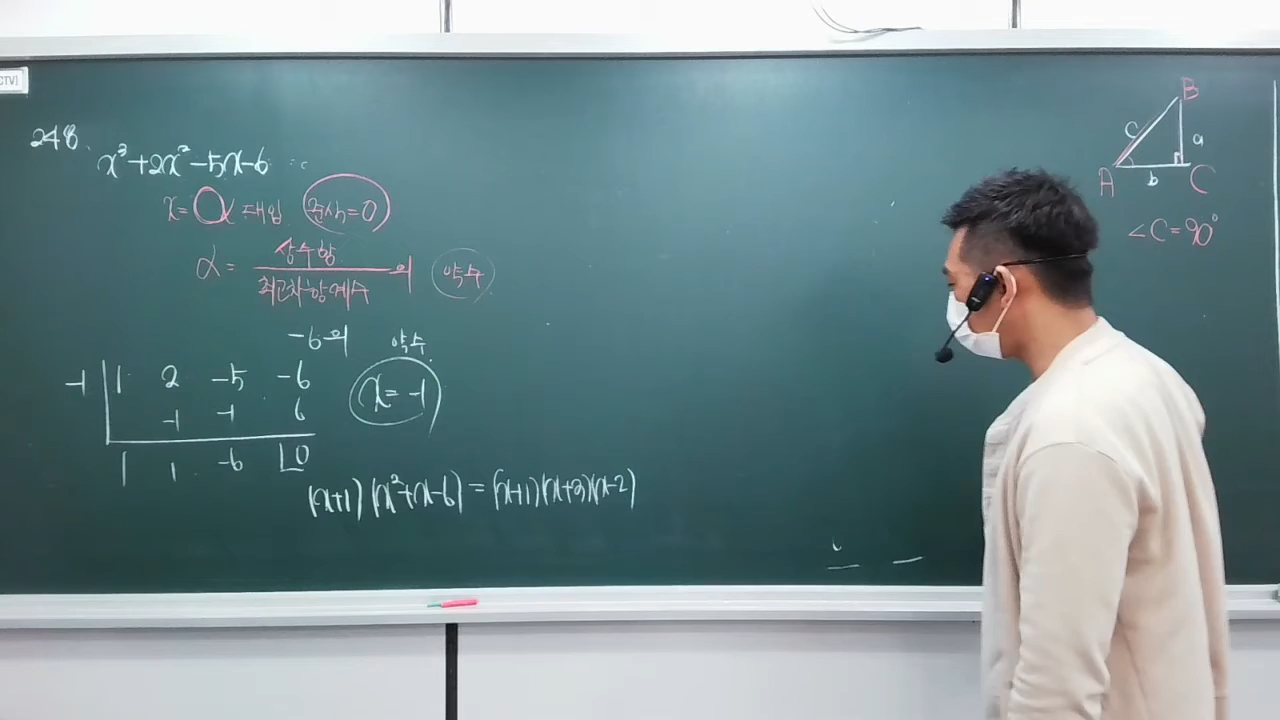 CTV]
248.
x³+2x²-5x-6
x= α 대입 조사=0
α = 상수항 / 최고차항계수 의 약수
-6의 약수
-1 | 1 2 -5 -6
-1 -1 6
1 1 -6 0
x=-1
(x+1)(x²+x-6)=(x+1)(x+3)(x-2)
B
c
a
A
b
C
∠C=90°